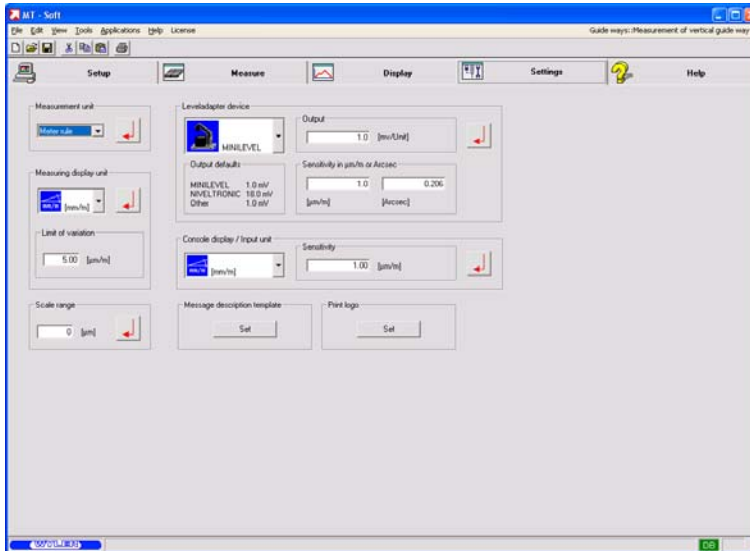 MT - Soft
File Edit View Tools Applications Help License
Guide ways::Measurement of vertical guide way
Setup
Measure
Display
Settings
Help
Measurement unit
Meter rule
Leveladapter device
MINILEVEL
Output
1.0 [mv/Unit]
Output defaults
MINILEVEL 1.0 mV
NIVELTRONIC 10.0 mV
Other 1.0 mV
Sensitivity in µm/m or Arcsec
1.0 0.206
[µm/m] [Arcsec]
Measuring display unit
mm/m [mm/m]
Limit of variation
5.00 [µm/m]
Console display / Input unit
mm/m [mm/m]
Sensitivity
1.00 [µm/m]
Scale range
0 [µm]
Message description template
Set
Print logo
Set
WYLER
DB